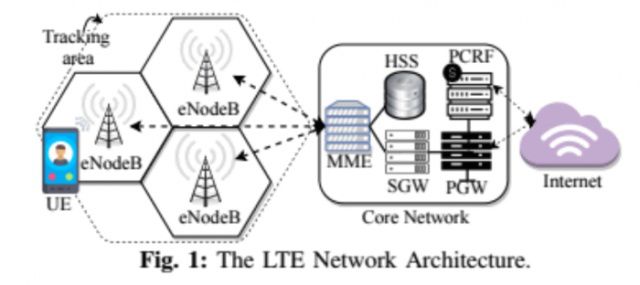 Tracking
area
eNodeB
eNodeB
eNodeB
UE
HSS
PCRF
S
MME
SGW
PGW
Core Network
Internet
Fig. 1: The LTE Network Architecture.